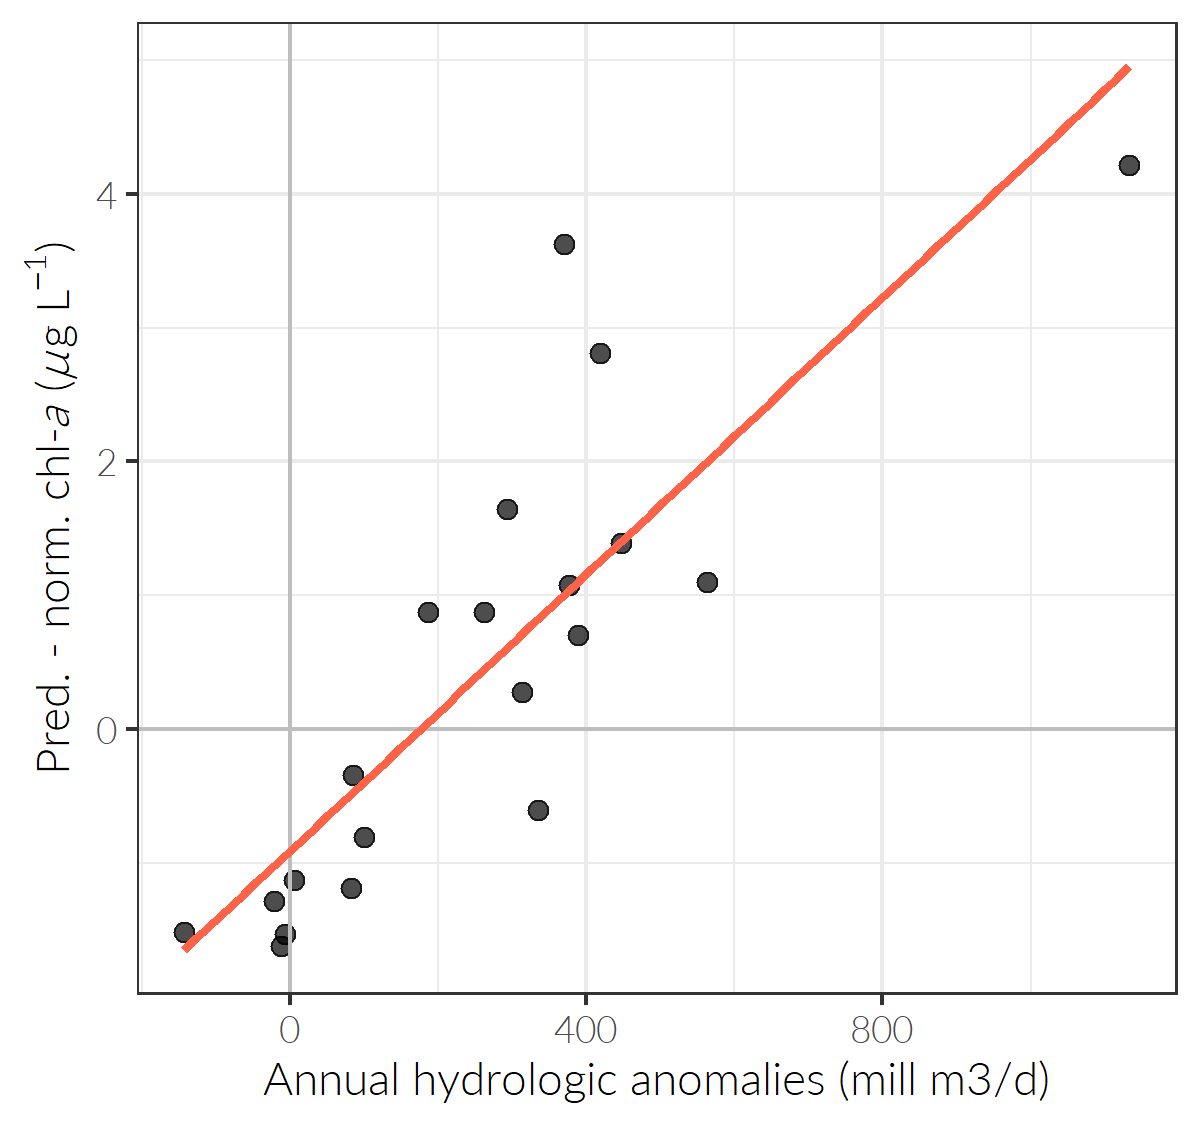 Pred. - norm. chl-a (μg L⁻¹)
4
2
0
0 400 800
Annual hydrologic anomalies (mill m3/d)